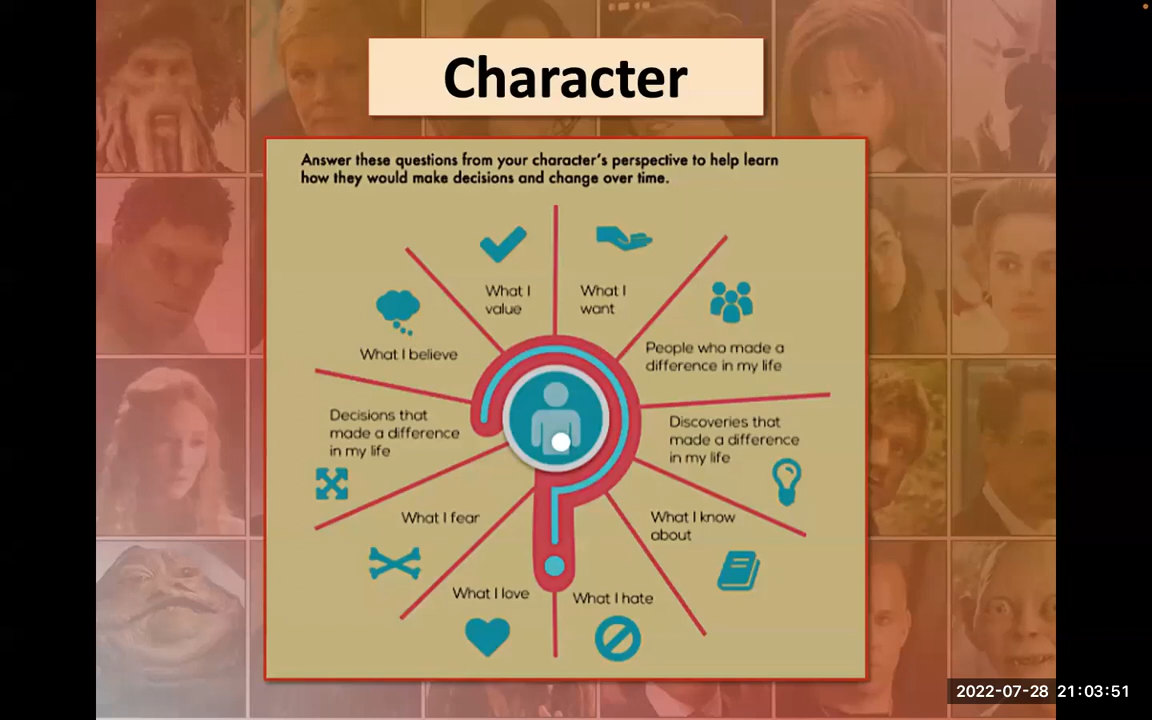 Character
Answer these questions from your character's perspective to help learn
how they would make decisions and change over time.
What I
value
What I
want
What I believe
People who made a
difference in my life
Decisions that
made a difference
in my life
Discoveries that
made a difference
in my life
What I fear
What I know
about
What I love
What I hate
2022-07-28 21:03:51